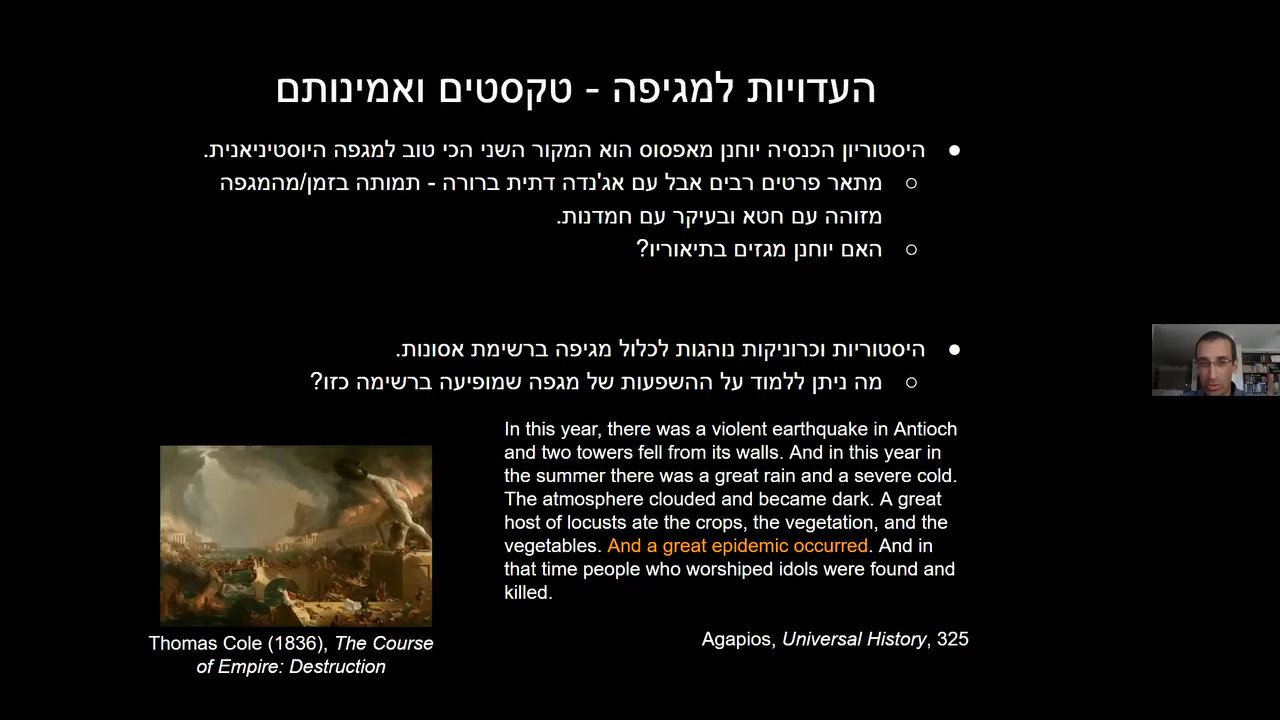 העדויות למגיפה - טקסטים ואמינותם
● היסטוריון הכנסיה יוחנן מאפסוס הוא המקור השני הכי טוב למגפה היוסטיניאנית.
○ מתאר פרטים רבים אבל עם אג'נדה דתית ברורה - תמותה בזמן/מהמגפה
מזוהה עם חטא ובעיקר עם חמדנות.
○ האם יוחנן מגזים בתיאוריו?
● היסטוריות וכרוניקות נוהגות לכלול מגיפה ברשימת אסונות.
○ מה ניתן ללמוד על ההשפעות של מגפה שמופיעה ברשימה כזו?
In this year, there was a violent earthquake in Antioch
and two towers fell from its walls. And in this year in
the summer there was a great rain and a severe cold.
The atmosphere clouded and became dark. A great
host of locusts ate the crops, the vegetation, and the
vegetables. And a great epidemic occurred. And in
that time people who worshiped idols were found and
killed.
Agapios, Universal History, 325
Thomas Cole (1836), The Course
of Empire: Destruction